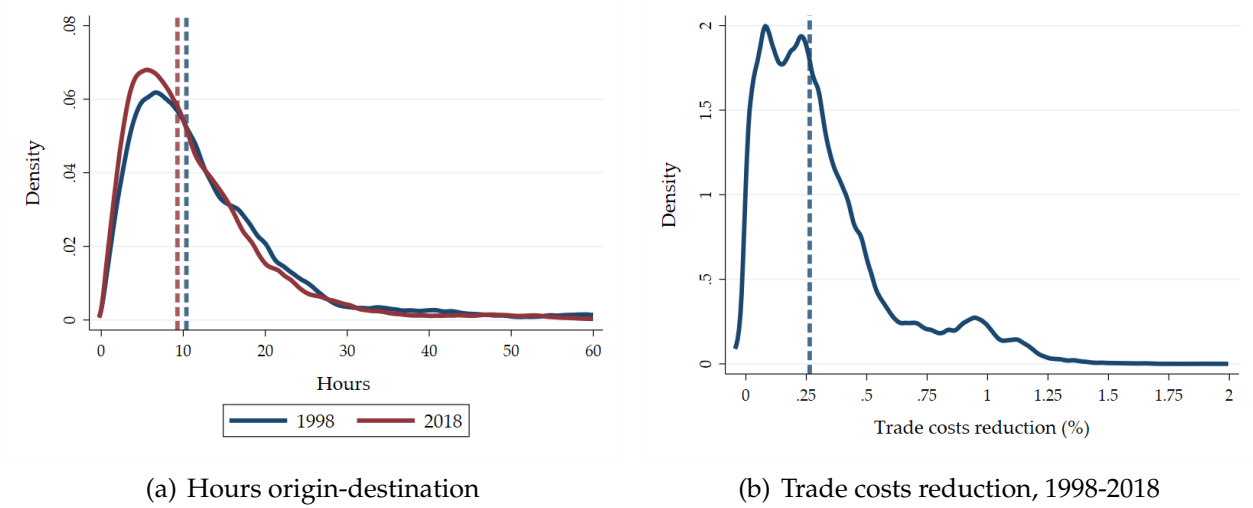 .08
.06
.04
.02
0
Density
0 10 20 30 40 50 60
Hours
1998 2018
(a) Hours origin-destination
2
1.5
1
.5
0
Density
0 .25 .5 .75 1 1.25 1.5 1.75 2
Trade costs reduction (%)
(b) Trade costs reduction, 1998-2018